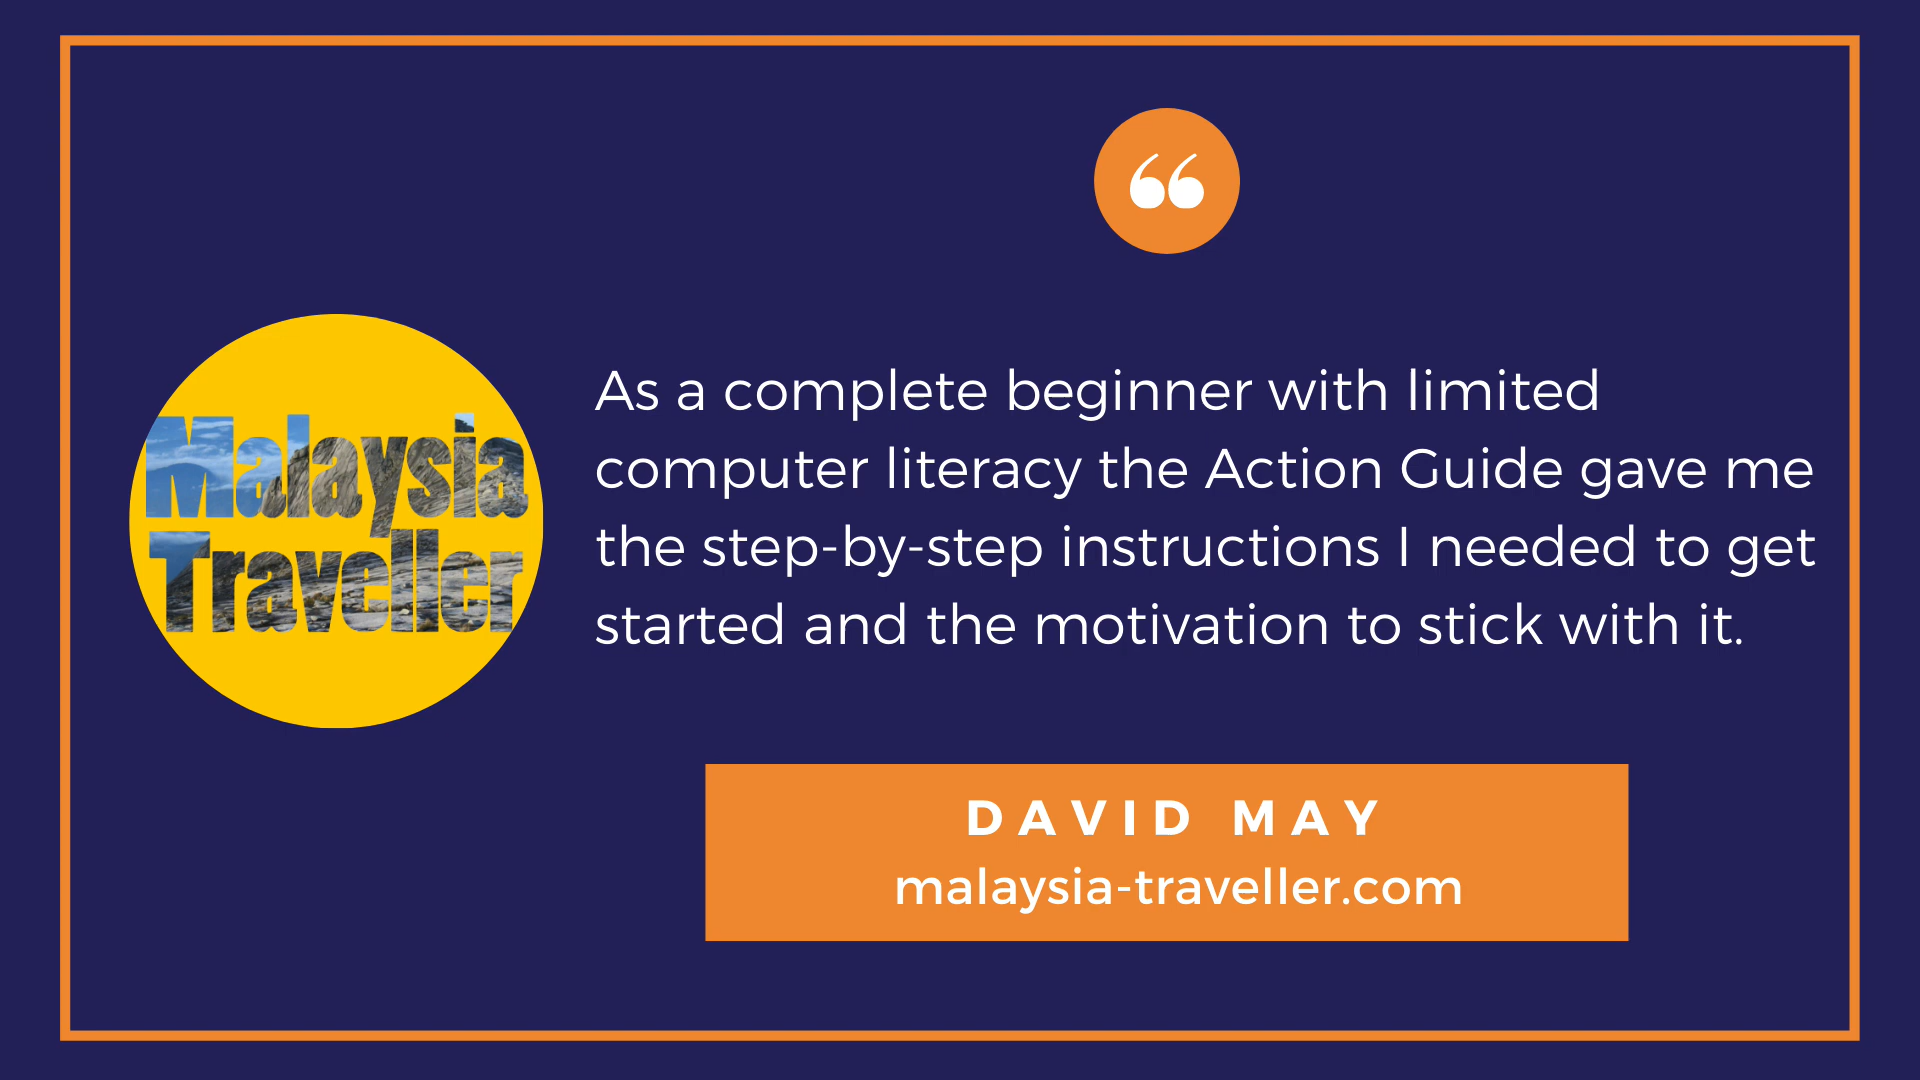 Malaysia
Traveller
As a complete beginner with limited
computer literacy the Action Guide gave me
the step-by-step instructions I needed to get
started and the motivation to stick with it.
DAVID MAY
malaysia-traveller.com